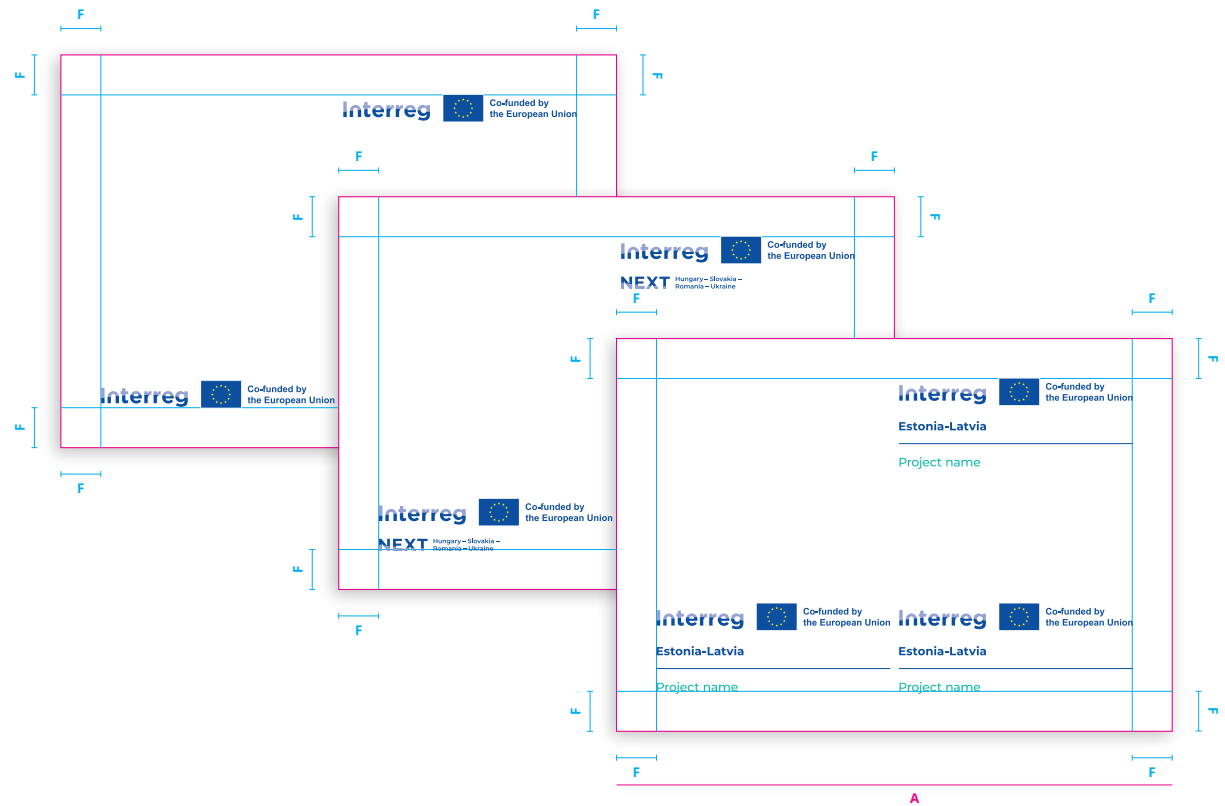 F
F
F
F
Interreg
Co-funded by
the European Union
Interreg
Co-funded by
the European Union
F
F
F
F
F
F
Interreg
Co-funded by
the European Union
NEXT
Hungary – Slovakia –
Romania – Ukraine
Interreg
Co-funded by
the European Union
NEXT
Hungary – Slovakia –
Romania – Ukraine
F
F
F
F
F
F
Interreg
Co-funded by
the European Union
Estonia-Latvia
Project name
Interreg
Co-funded by
the European Union
Estonia-Latvia
Project name
Interreg
Co-funded by
the European Union
Estonia-Latvia
Project name
F
F
F
F
A